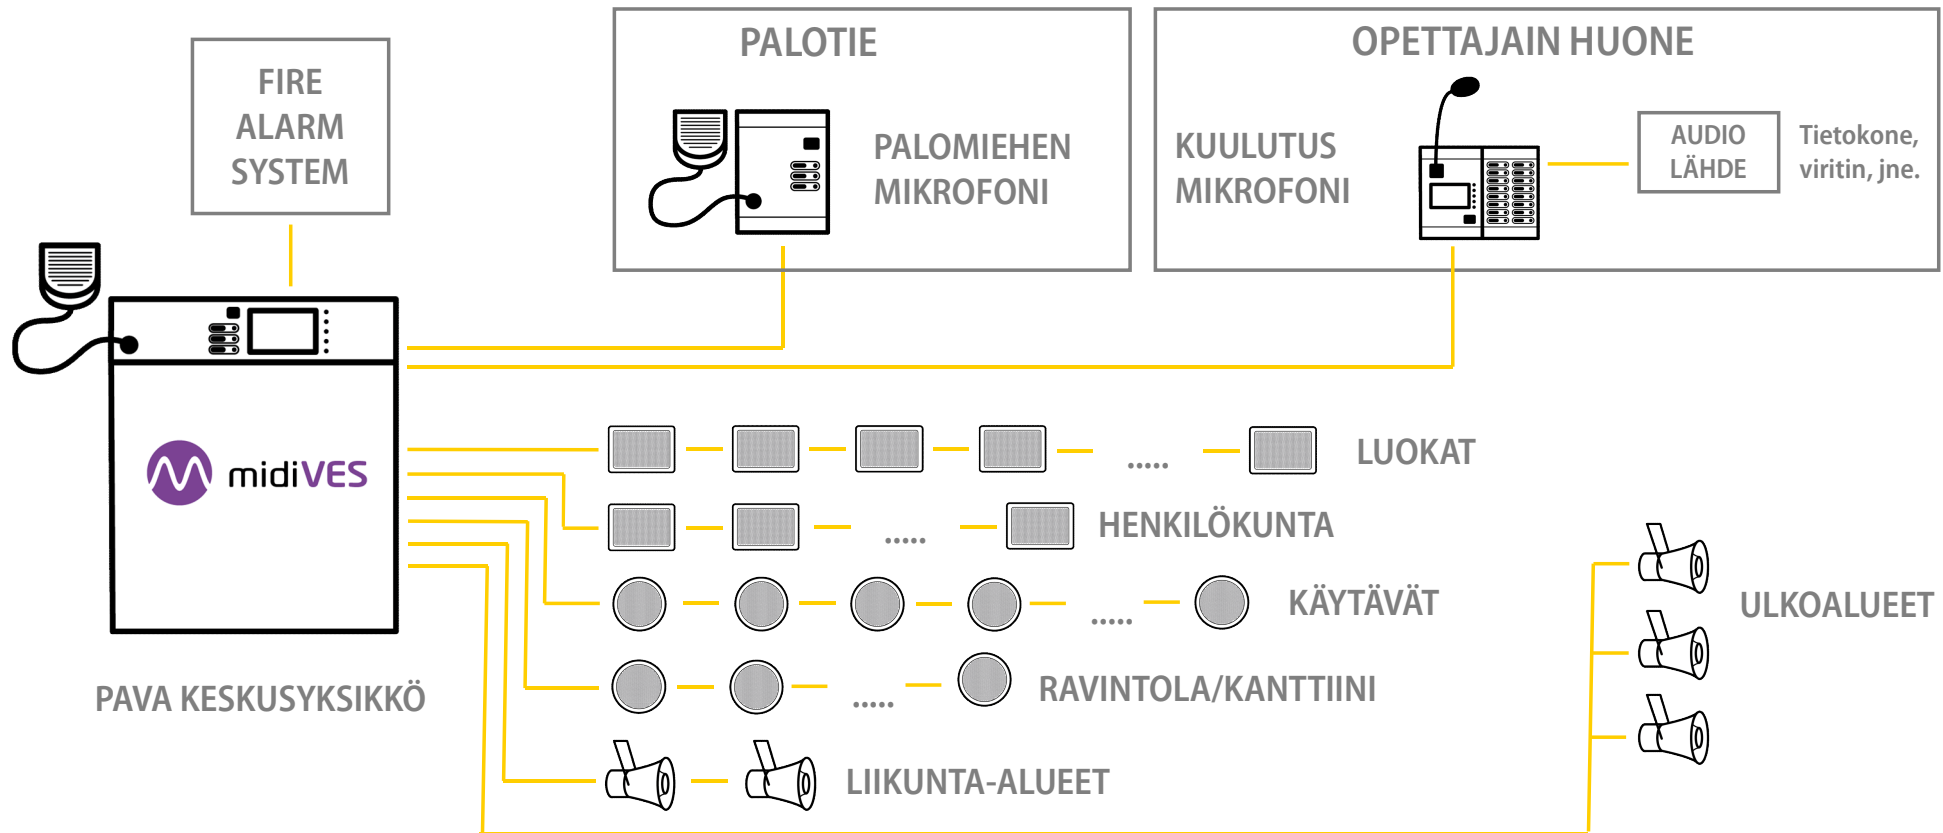 FIRE
ALARM
SYSTEM
PALOTIE
PALOMIEHEN
MIKROFONI
OPETTAJAIN HUONE
KUULUTUS
MIKROFONI
AUDIO
LÄHDE
Tietokone,
viritin, jne.
midiVES
PAVA KESKUSYKSIKKÖ
.....
LUOKAT
.....
HENKILÖKUNTA
.....
KÄYTÄVÄT
.....
RAVINTOLA/KANTTIINI
LIIKUNTA-ALUEET
ULKOALUEET